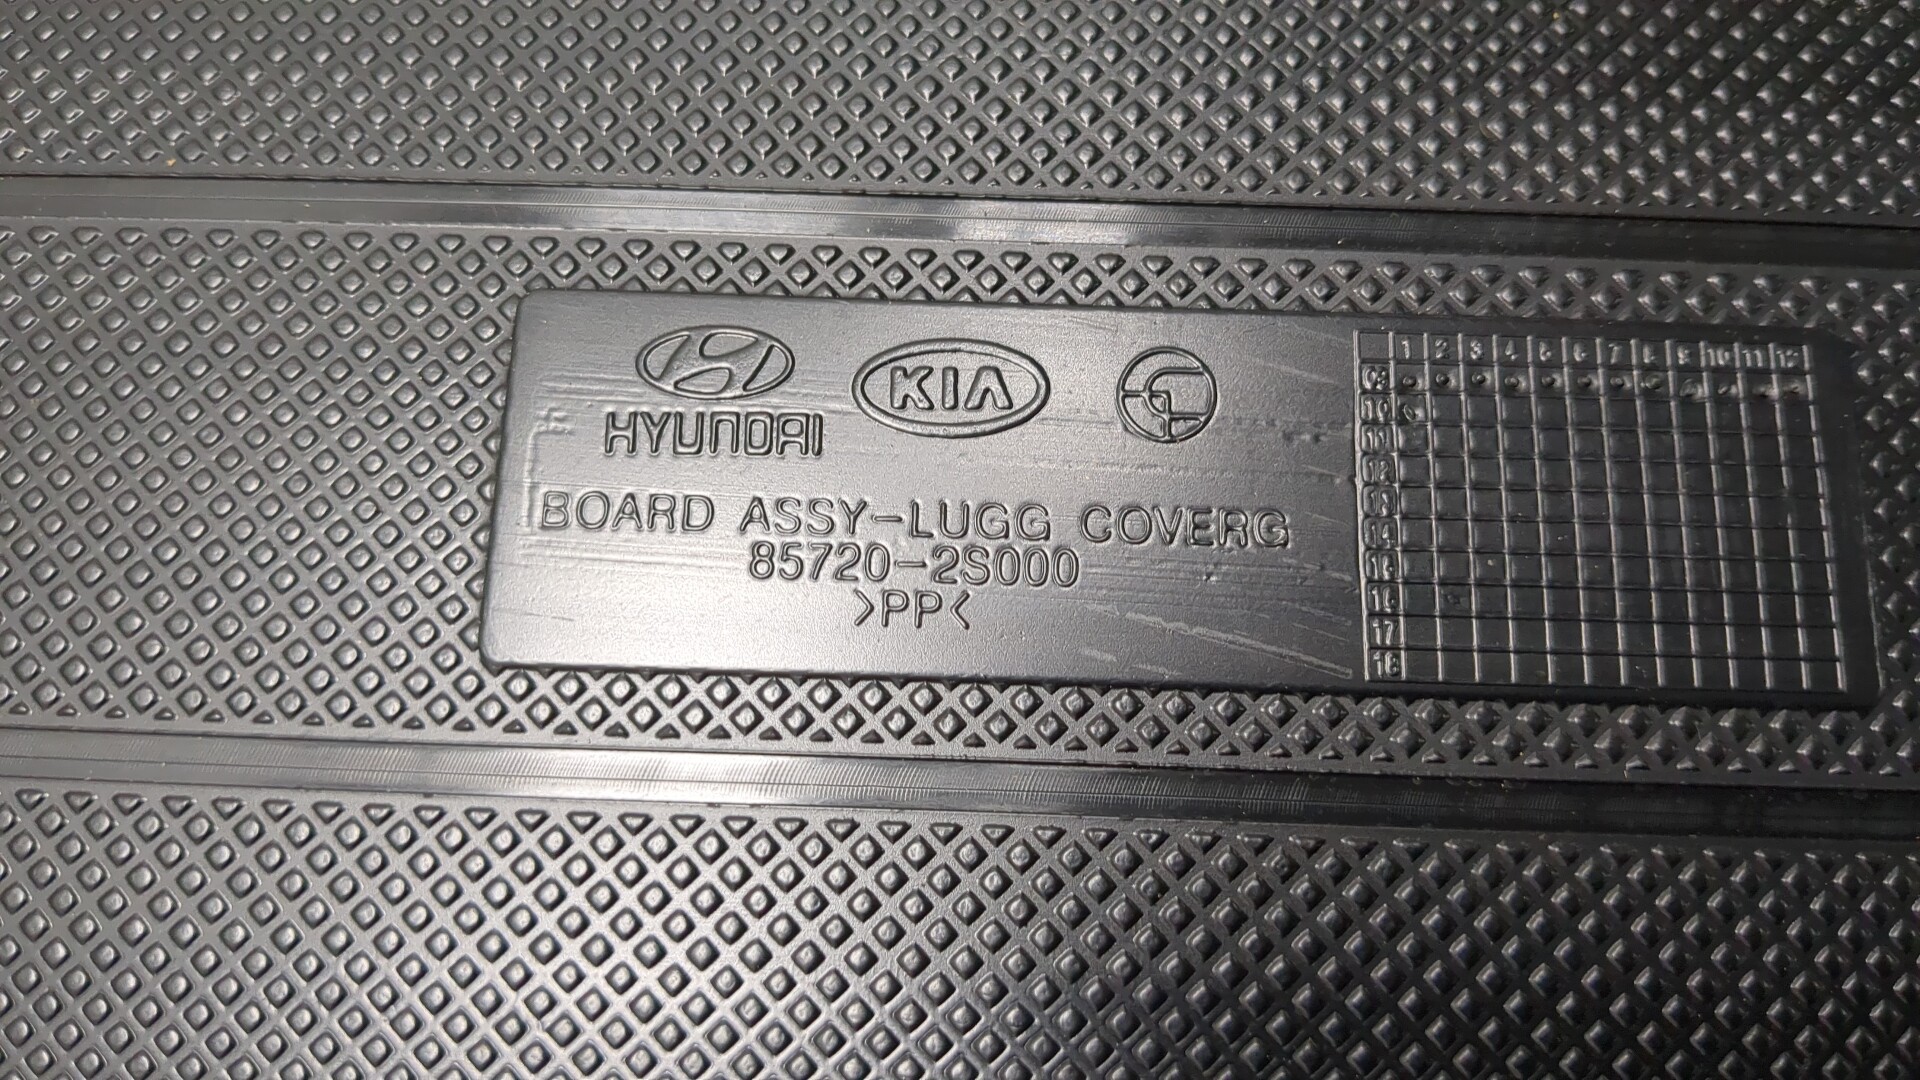 HYUNDAI KIA
BOARD ASSY-LUGG COVERG
85720-2S000
>PP<
1 2 3 4 5 6 7 8 9 10 11 12
09
10
11
12
13
14
15
16
17
18